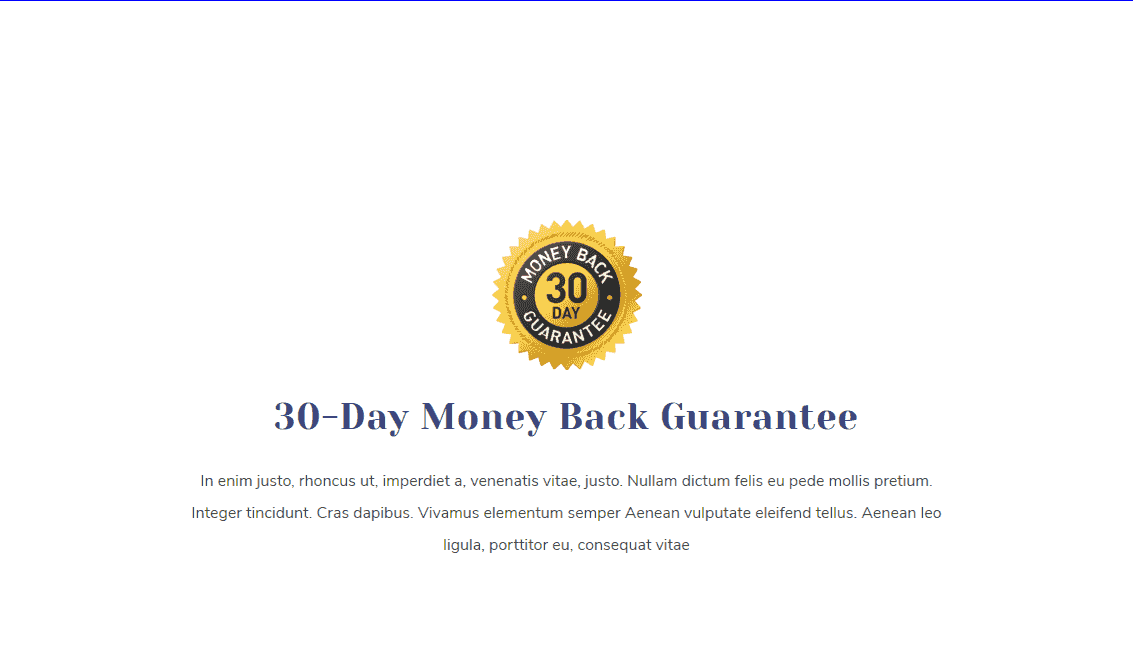 MONEY BACK
30
DAY
GUARANTEE
30-Day Money Back Guarantee
In enim justo, rhoncus ut, imperdiet a, venenatis vitae, justo. Nullam dictum felis eu pede mollis pretium.
Integer tincidunt. Cras dapibus. Vivamus elementum semper Aenean vulputate eleifend tellus. Aenean leo
ligula, porttitor eu, consequat vitae